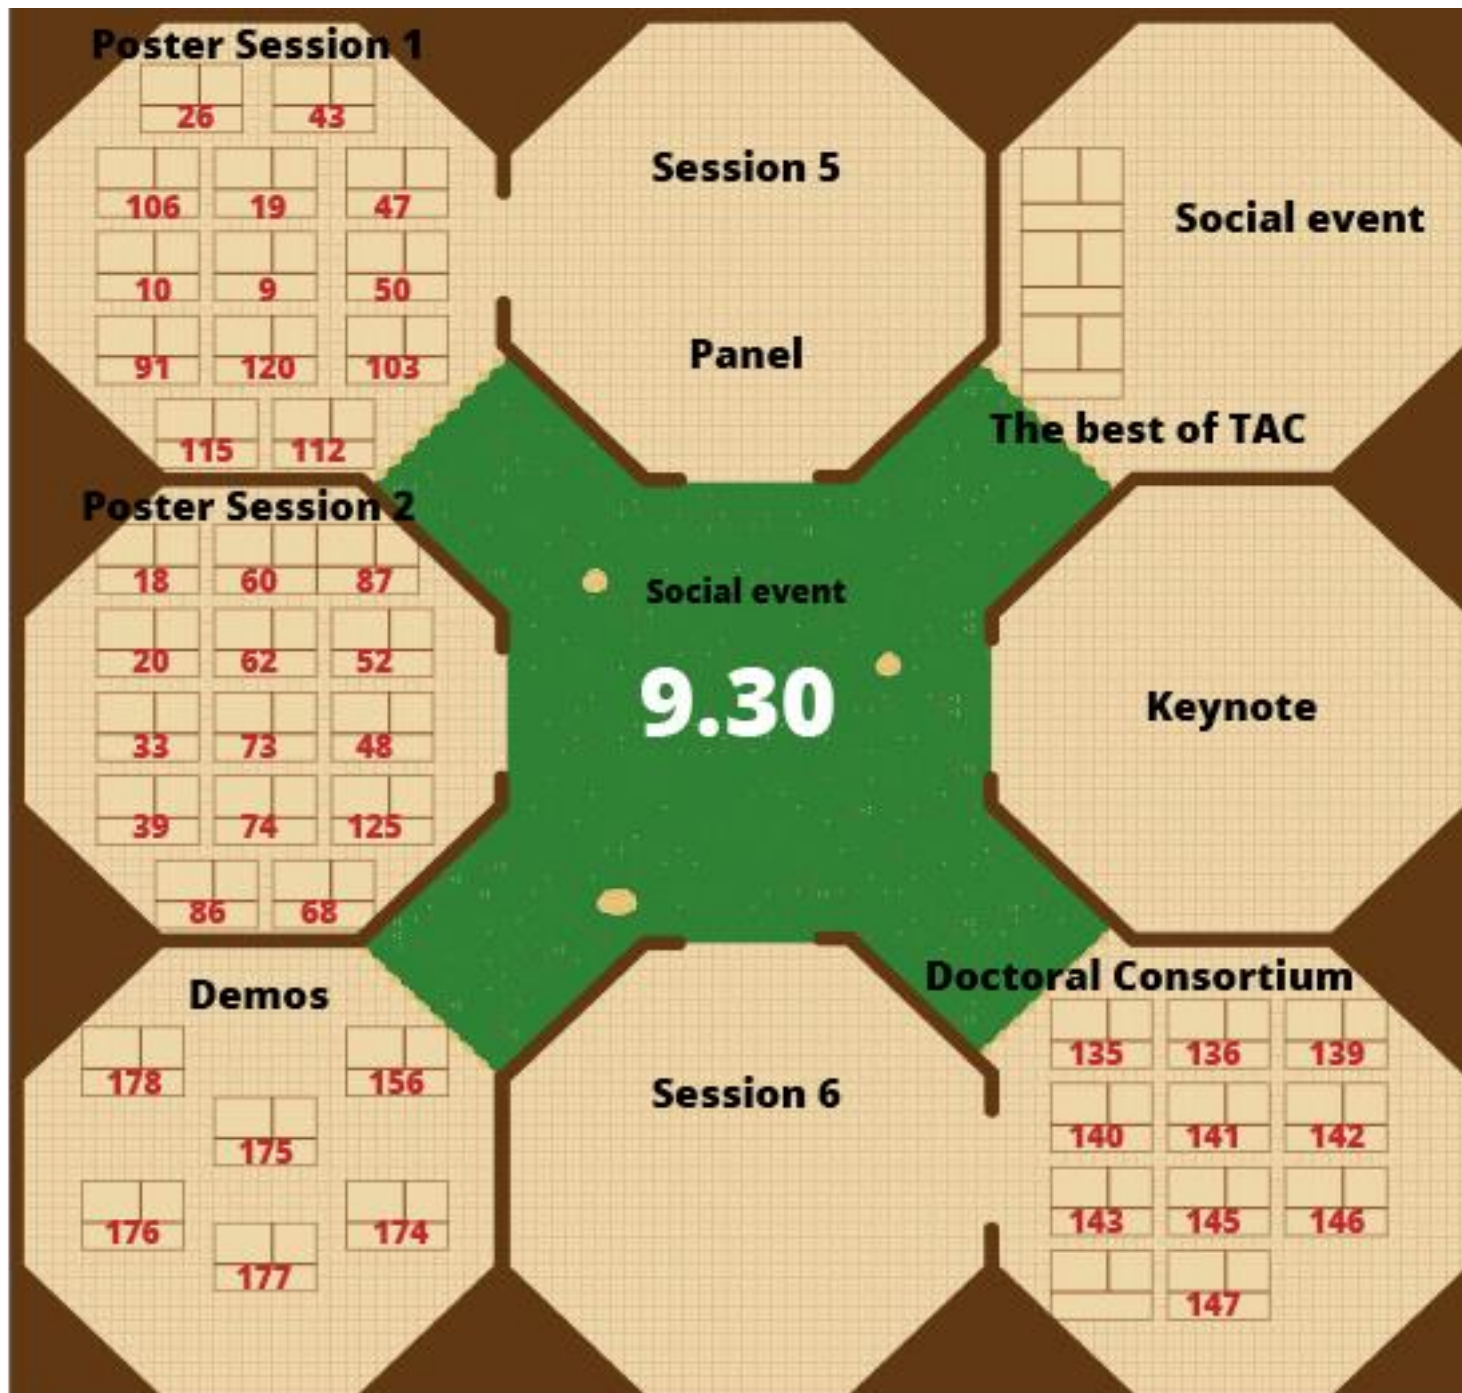 Poster Session 1
26 43
106 19 47
10 9 50
91 120 103
115 112
Session 5
Panel
Social event
The best of TAC
Poster Session 2
18 60 87
20 62 52
33 73 48
39 74 125
86 68
Social event
9.30
Keynote
Demos
178 156
175
176 174
177
Session 6
Doctoral Consortium
135 136 139
140 141 142
143 145 146
147